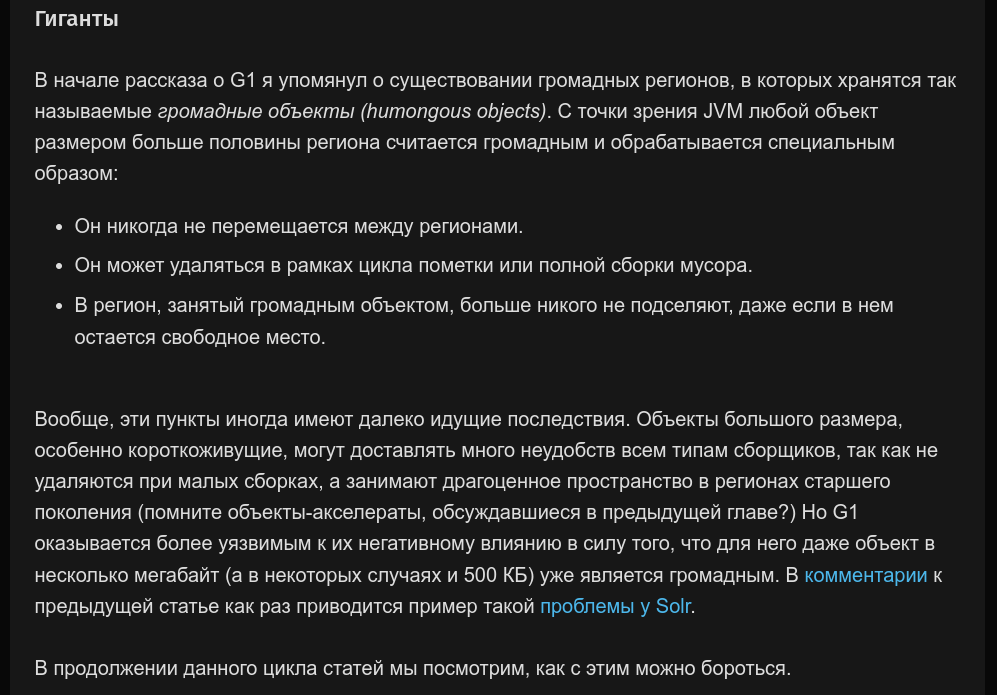 Гиганты
В начале рассказа о G1 я упомянул о существовании громадных регионов, в которых хранятся так
называемые громадные объекты (humongous objects). С точки зрения JVM любой объект
размером больше половины региона считается громадным и обрабатывается специальным
образом:
• Он никогда не перемещается между регионами.
• Он может удаляться в рамках цикла пометки или полной сборки мусора.
• В регион, занятый громадным объектом, больше никого не подселяют, даже если в нем
остается свободное место.
Вообще, эти пункты иногда имеют далеко идущие последствия. Объекты большого размера,
особенно короткоживущие, могут доставлять много неудобств всем типам сборщиков, так как не
удаляются при малых сборках, а занимают драгоценное пространство в регионах старшего
поколения (помните объекты-акселераты, обсуждавшиеся в предыдущей главе?) Но G1
оказывается более уязвимым к их негативному влиянию в силу того, что для него даже объект в
несколько мегабайт (а в некоторых случаях и 500 КБ) уже является громадным. В комментарии к
предыдущей статье как раз приводится пример такой проблемы у Solr.
В продолжении данного цикла статей мы посмотрим, как с этим можно бороться.